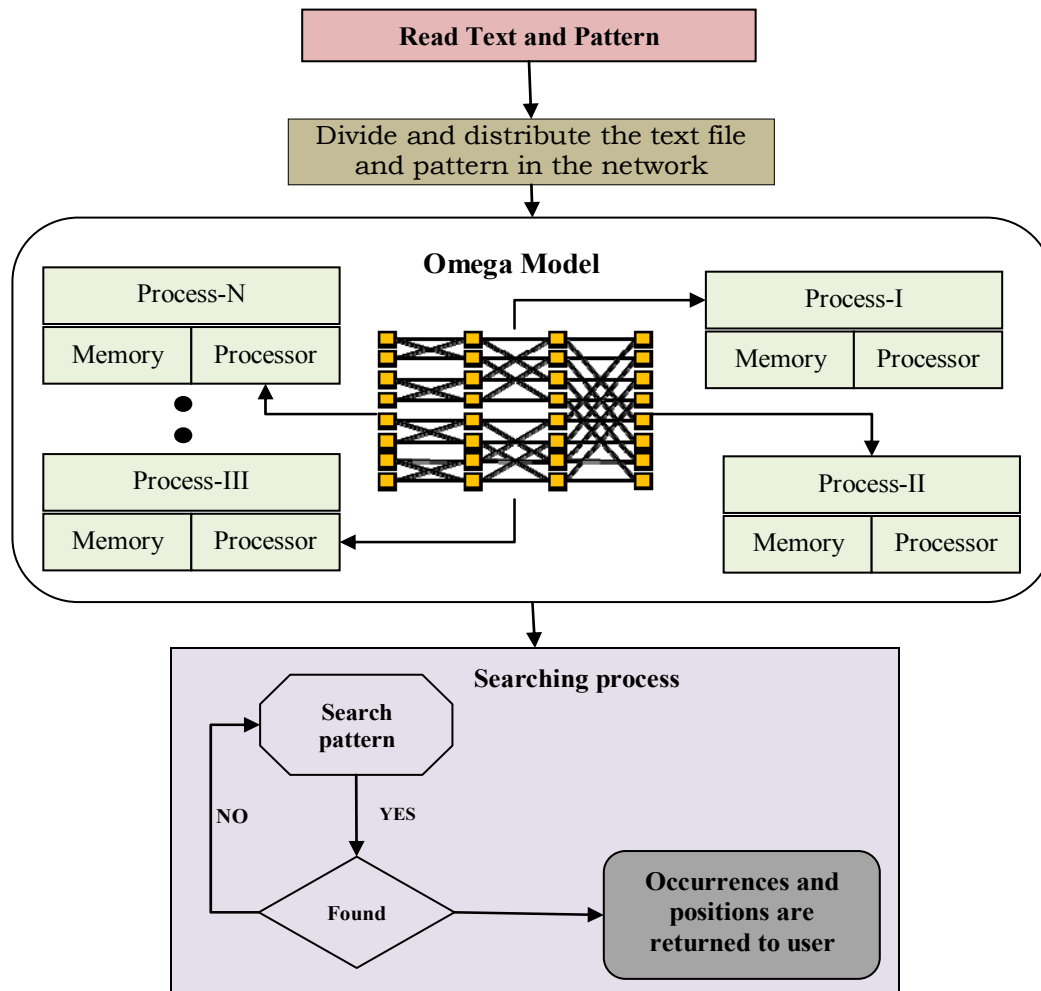 Read Text and Pattern
Divide and distribute the text file
and pattern in the network
Omega Model
Process-N
Memory
Processor
Process-I
Memory
Processor
Process-III
Memory
Processor
Process-II
Memory
Processor
Searching process
Search
pattern
NO
YES
Found
Occurrences and
positions are
returned to user